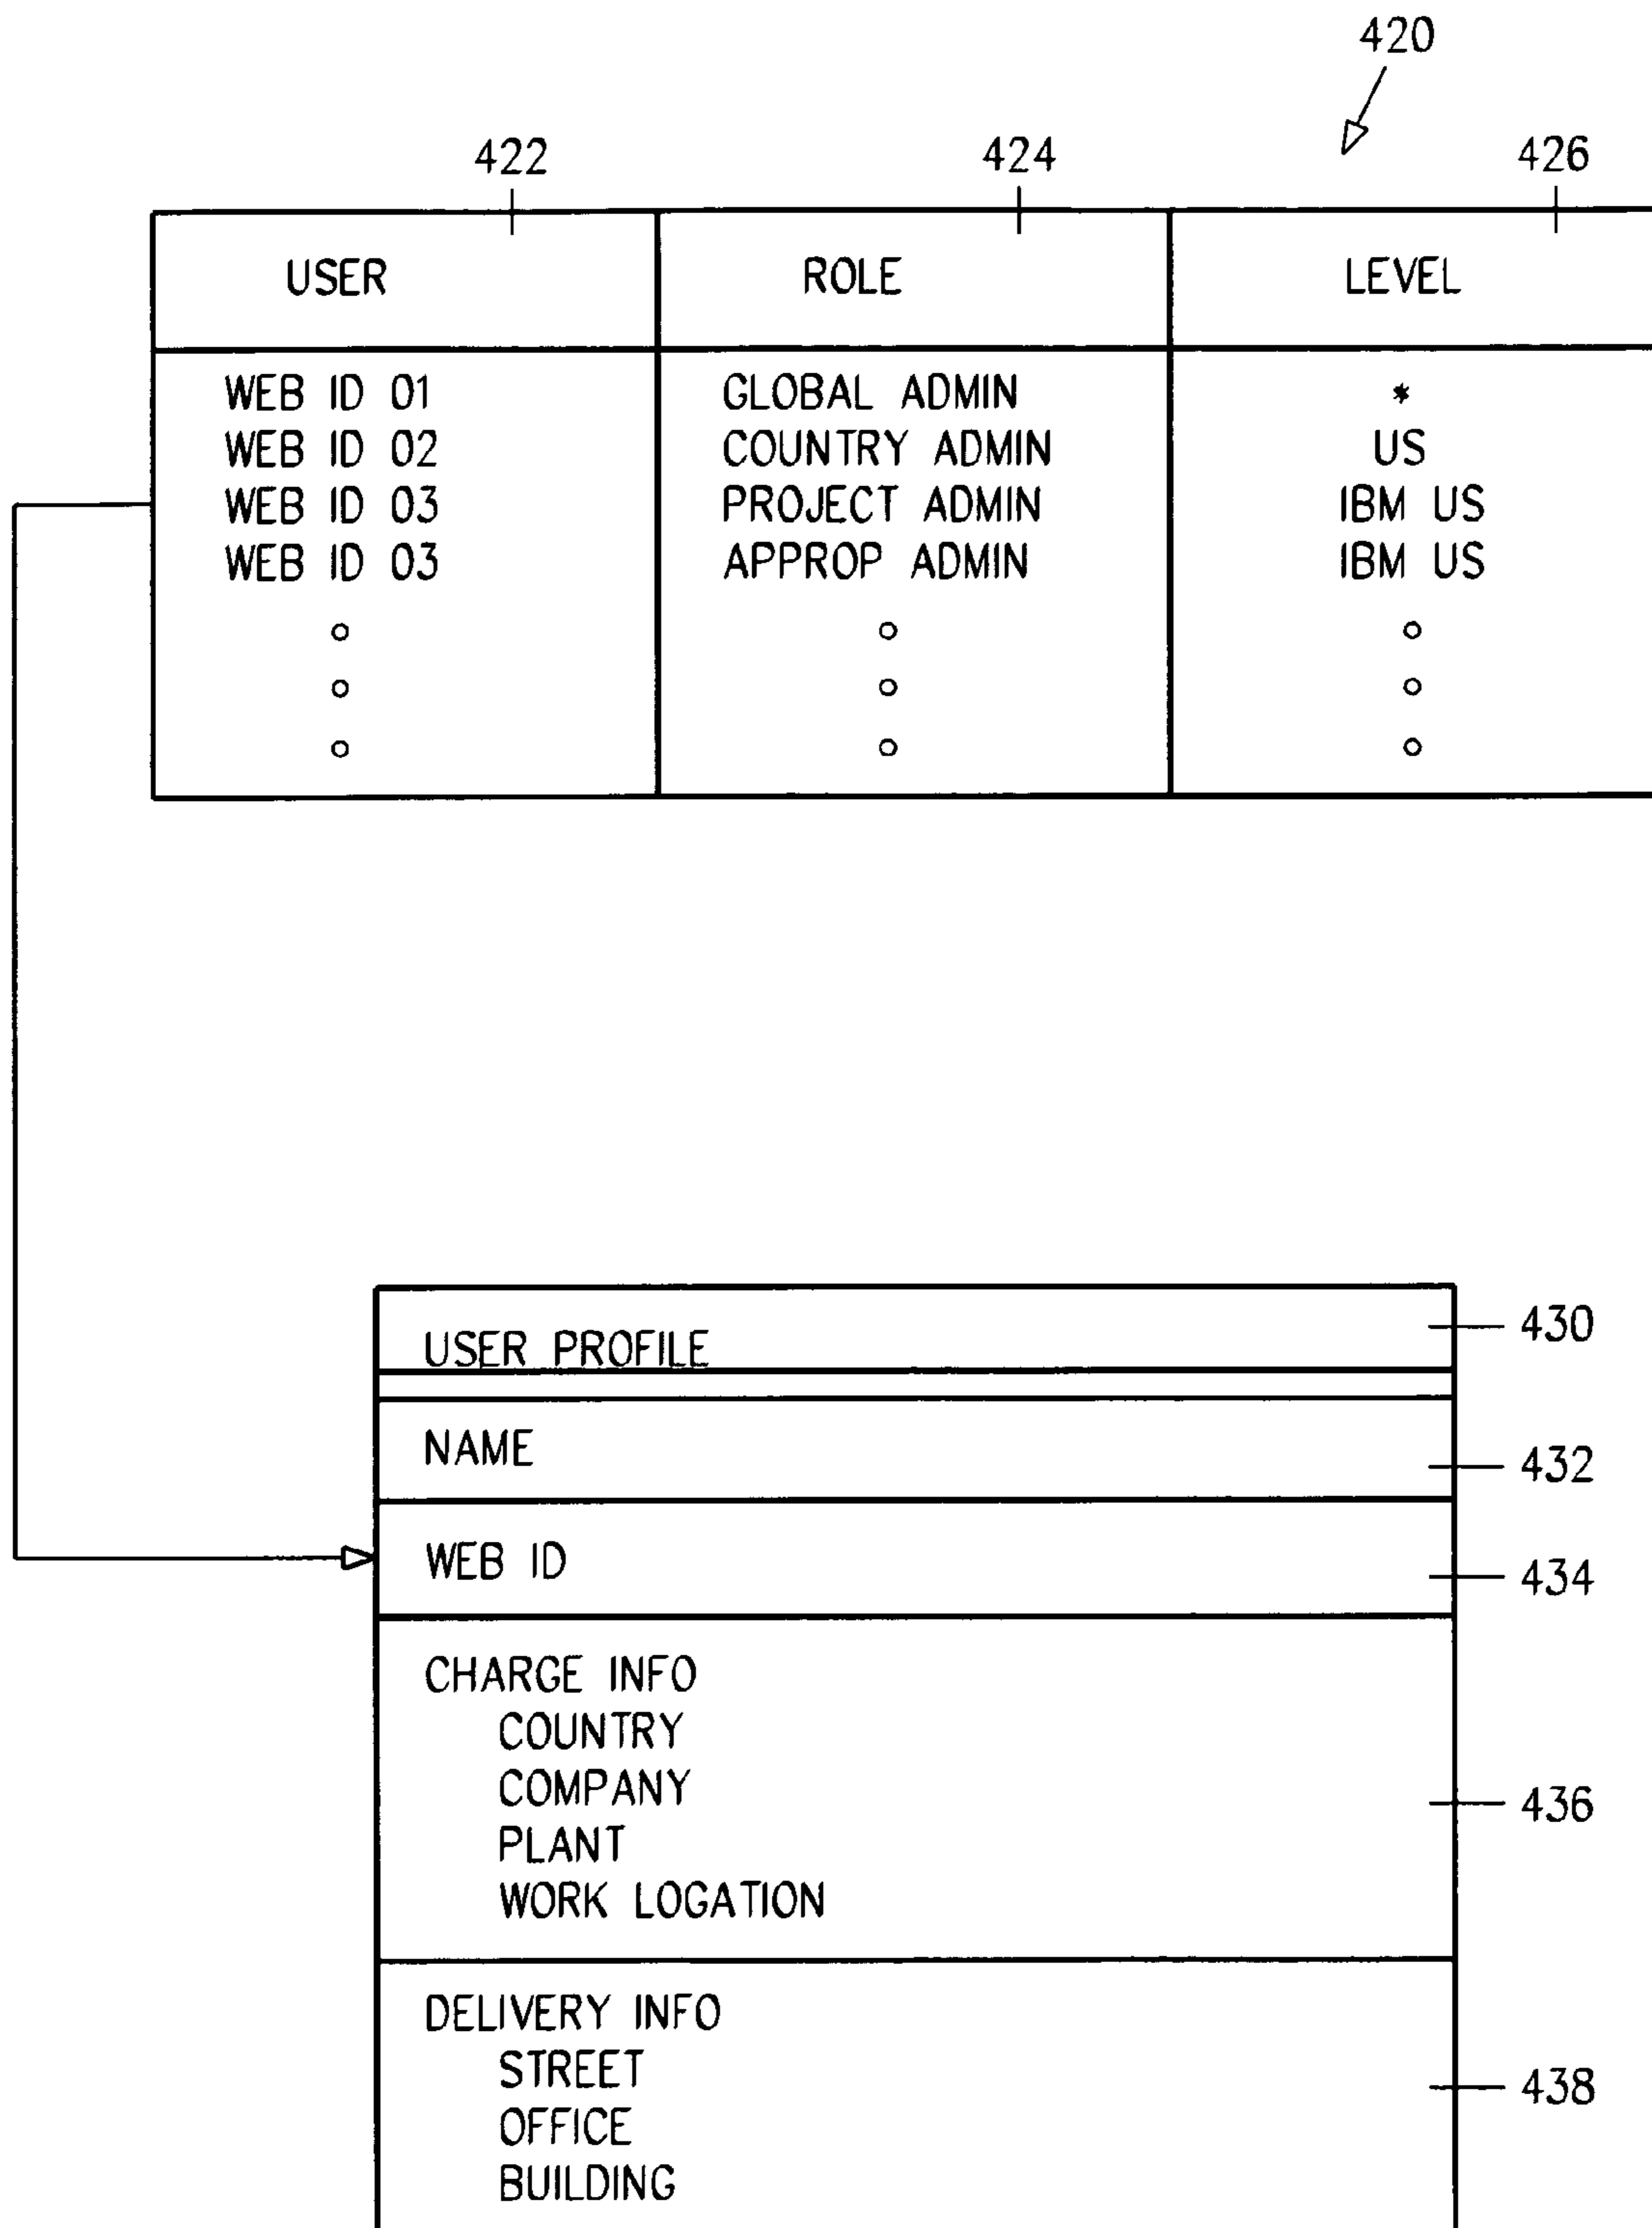 420
422 424 426
USER ROLE LEVEL
WEB ID 01 GLOBAL ADMIN *
WEB ID 02 COUNTRY ADMIN US
WEB ID 03 PROJECT ADMIN IBM US
WEB ID 03 APPROP ADMIN IBM US
USER PROFILE 430
NAME 432
WEB ID 434
CHARGE INFO
COUNTRY
COMPANY 436
PLANT
WORK LOGATION
DELIVERY INFO
STREET 438
OFFICE
BUILDING